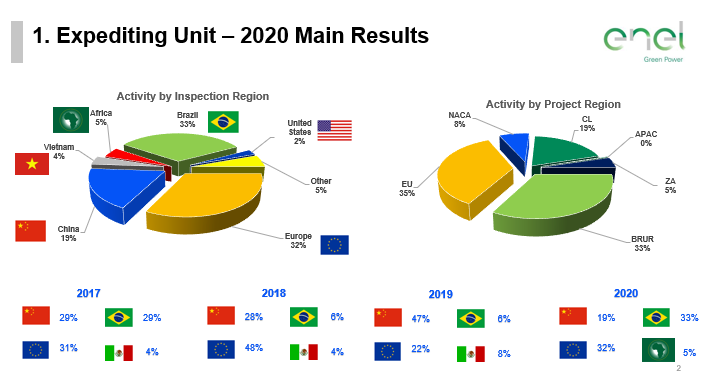 1. Expediting Unit – 2020 Main Results
enel
Green Power
Activity by Inspection Region
Africa
5%
Brazil
33%
United
States
2%
Vietnam
4%
Other
5%
China
19%
Europe
32%
Activity by Project Region
NACA
8%
CL
19%
APAC
0%
EU
35%
ZA
5%
BRUR
33%
2017
29%
29%
31%
4%
2018
28%
6%
48%
4%
2019
47%
6%
22%
8%
2020
19%
33%
32%
5%
2